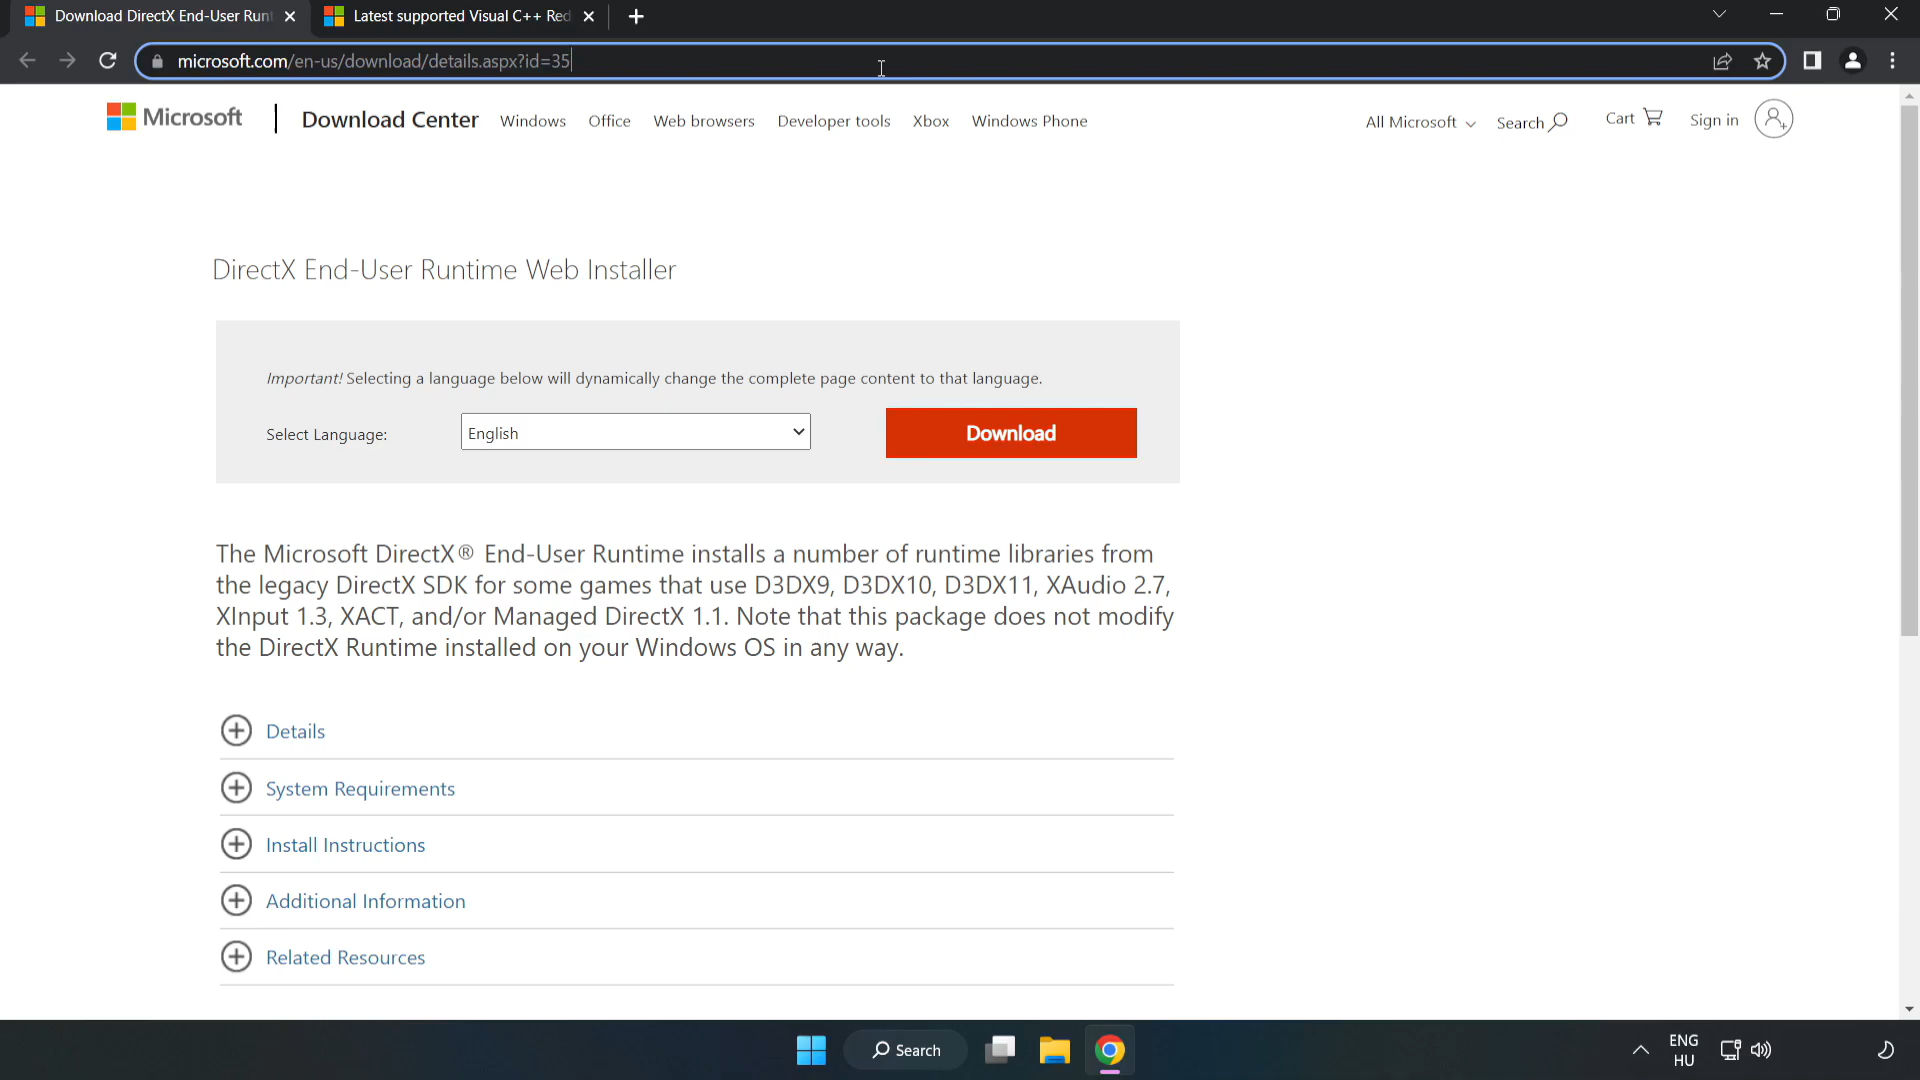 Download DirectX End-User Runt
Latest supported Visual C++ Red
microsoft.com/en-us/download/details.aspx?id=35
Microsoft
Download Center
Windows
Office
Web browsers
Developer tools
Xbox
Windows Phone
All Microsoft
Search
Cart
Sign in
DirectX End-User Runtime Web Installer
Important! Selecting a language below will dynamically change the complete page content to that language.
Select Language:
English
Download
The Microsoft DirectX® End-User Runtime installs a number of runtime libraries from
the legacy DirectX SDK for some games that use D3DX9, D3DX10, D3DX11, XAudio 2.7,
XInput 1.3, XACT, and/or Managed DirectX 1.1. Note that this package does not modify
the DirectX Runtime installed on your Windows OS in any way.
Details
System Requirements
Install Instructions
Additional Information
Related Resources
Search
ENG
HU